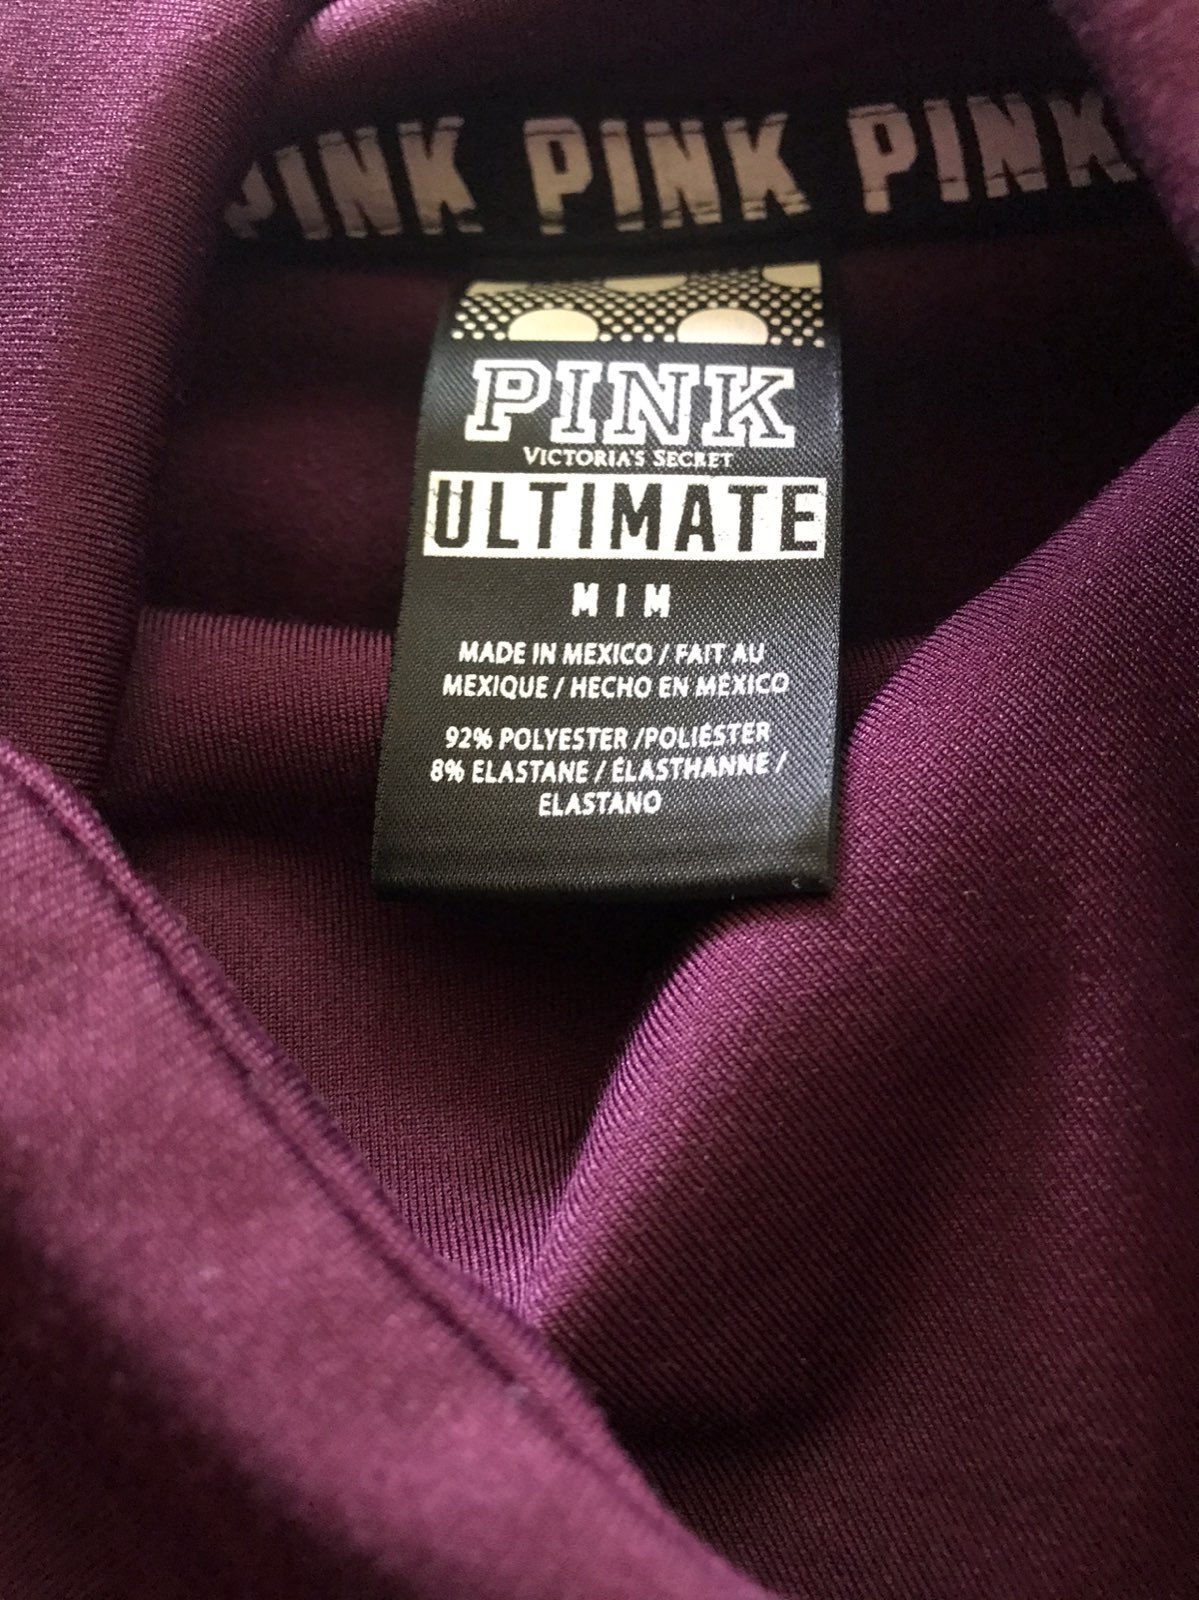 PINK PINK PINK
PINK
VICTORIA'S SECRET
ULTIMATE
M I M
MADE IN MEXICO / FAIT AU
MEXIQUE / HECHO EN MÉXICO
92% POLYESTER /POLIÉSTER
8% ELASTANE / ÉLASTHANNE /
ELASTANO